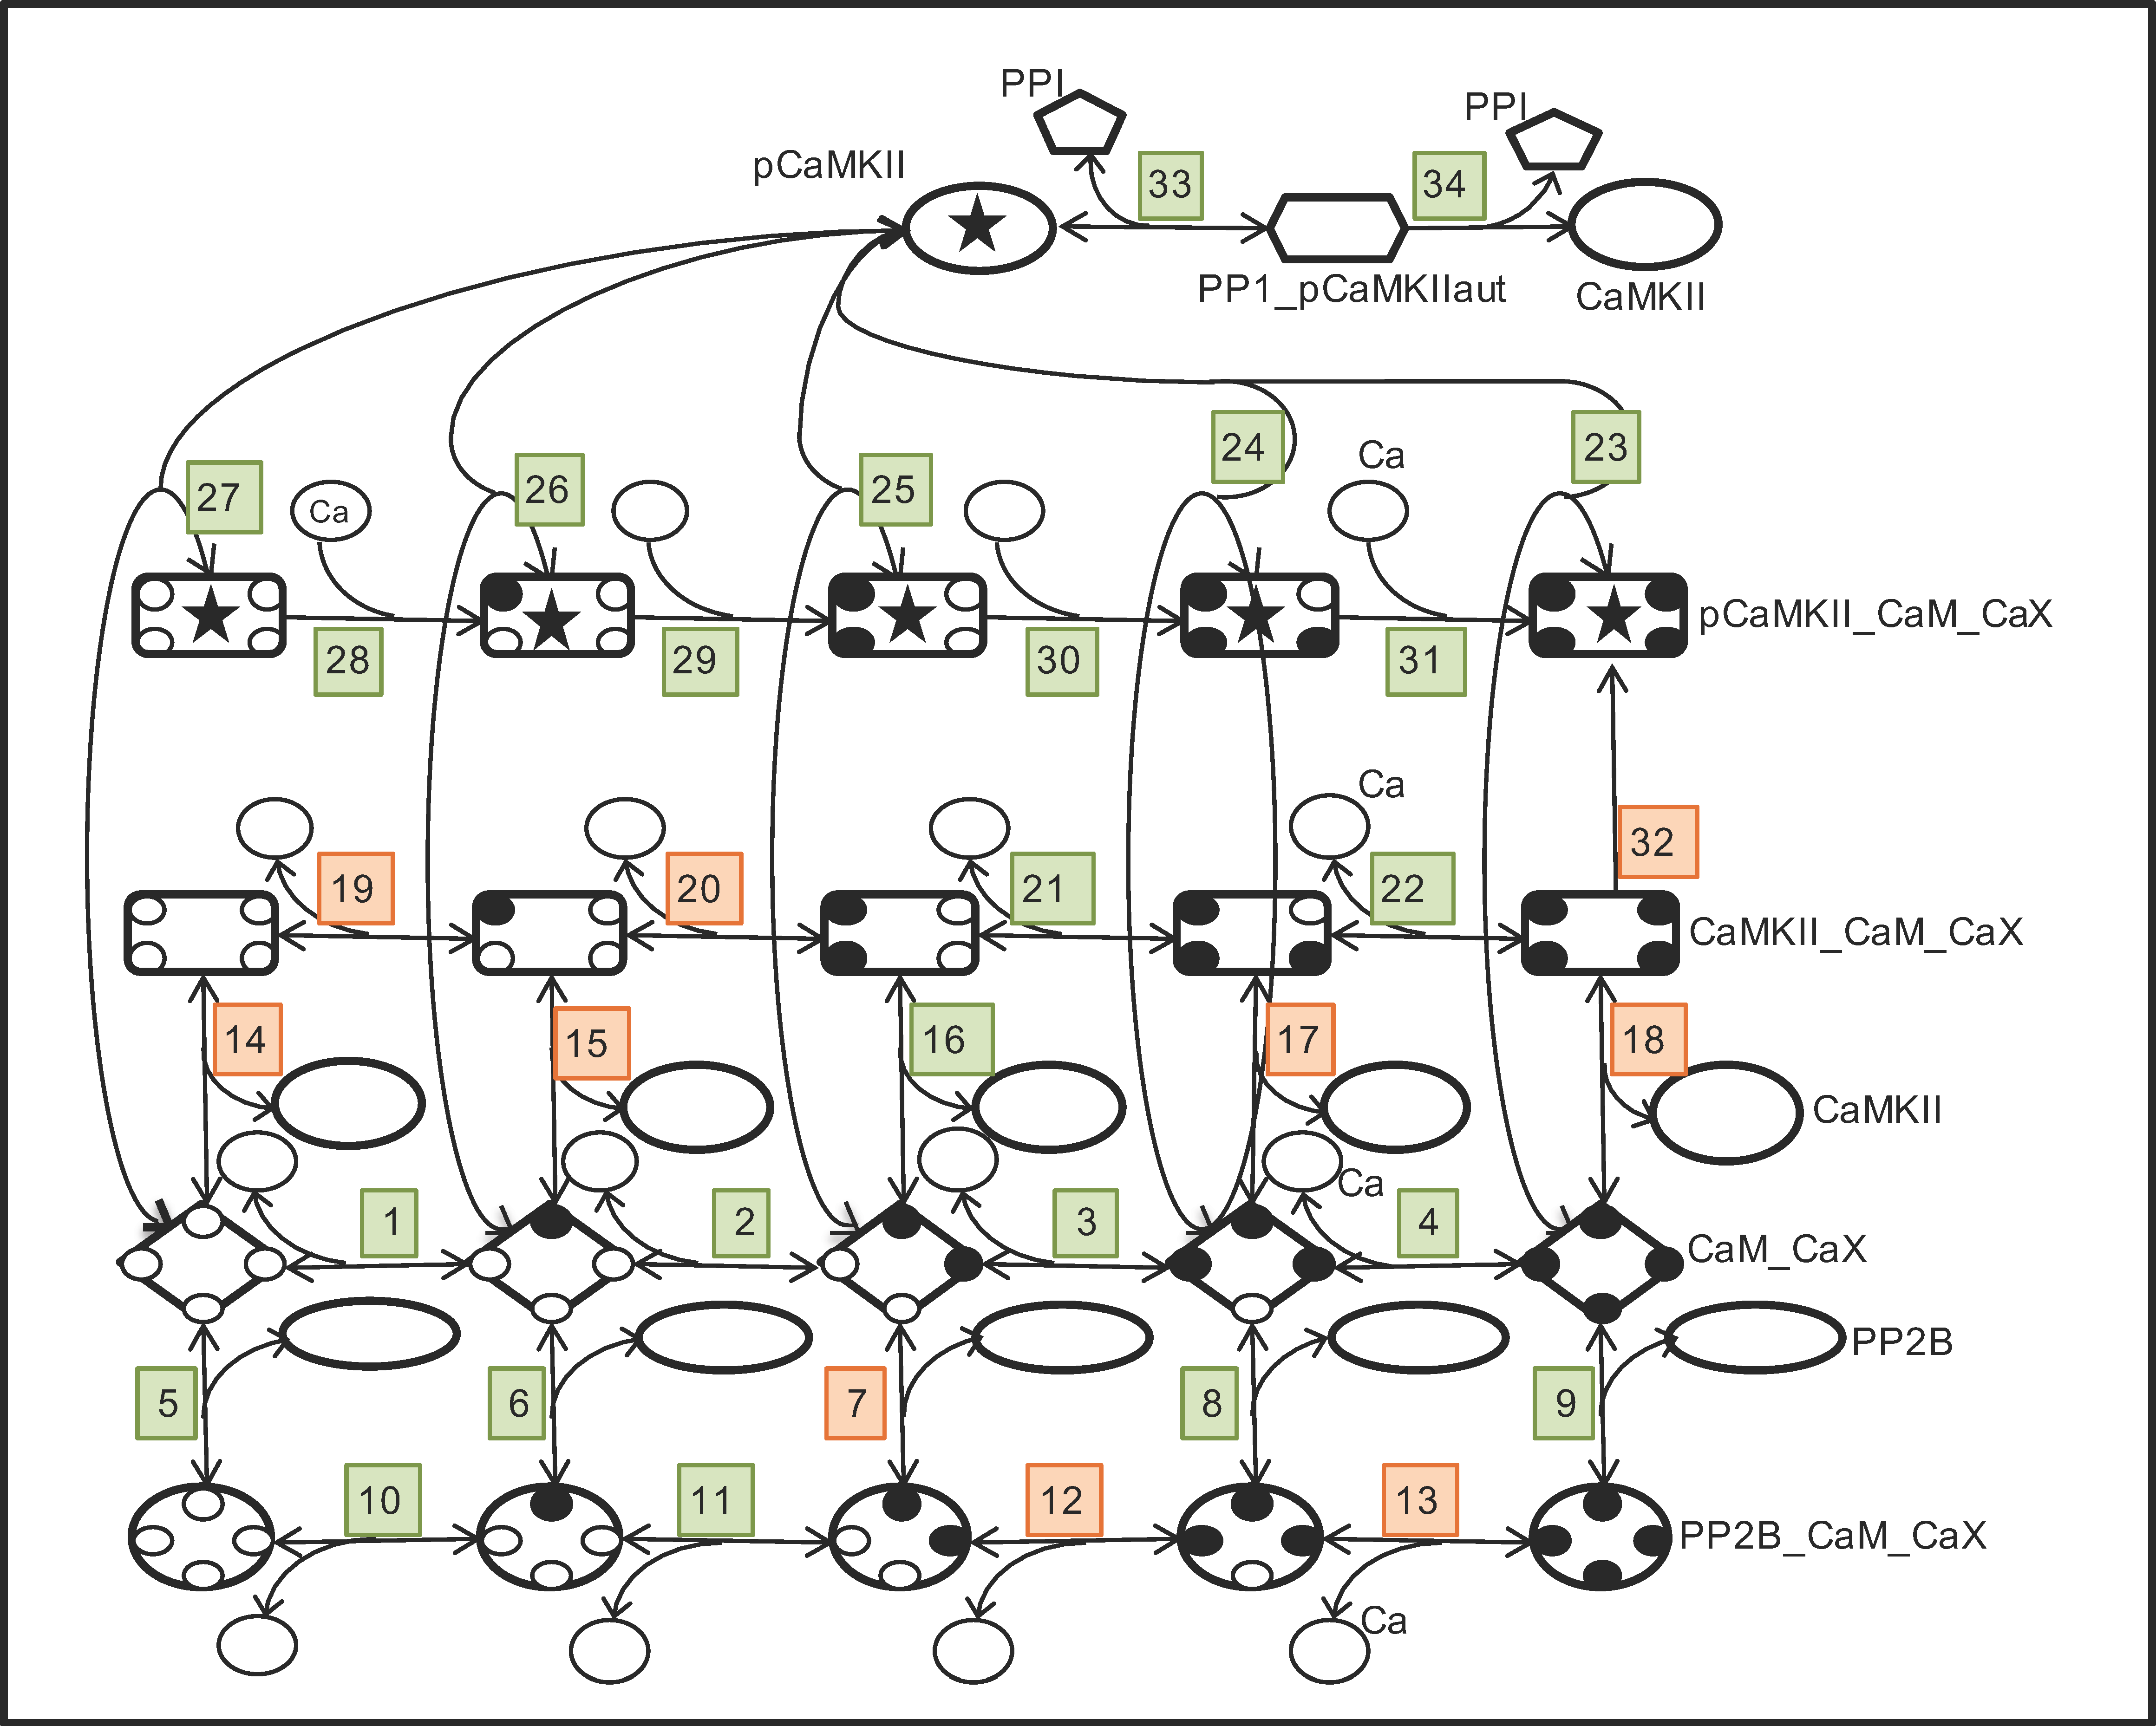 PPI
PPI
pCaMKII
33
34
PP1_pCaMKIIaut
CaMKII
24
23
Ca
27
Ca
26
25
28
29
30
31
pCaMKII_CaM_CaX
Ca
32
19
20
21
22
CaMKII_CaM_CaX
14
15
16
17
18
CaMKII
Ca
1
2
3
4
CaM_CaX
PP2B
5
6
7
8
9
10
11
12
13
PP2B_CaM_CaX
Ca